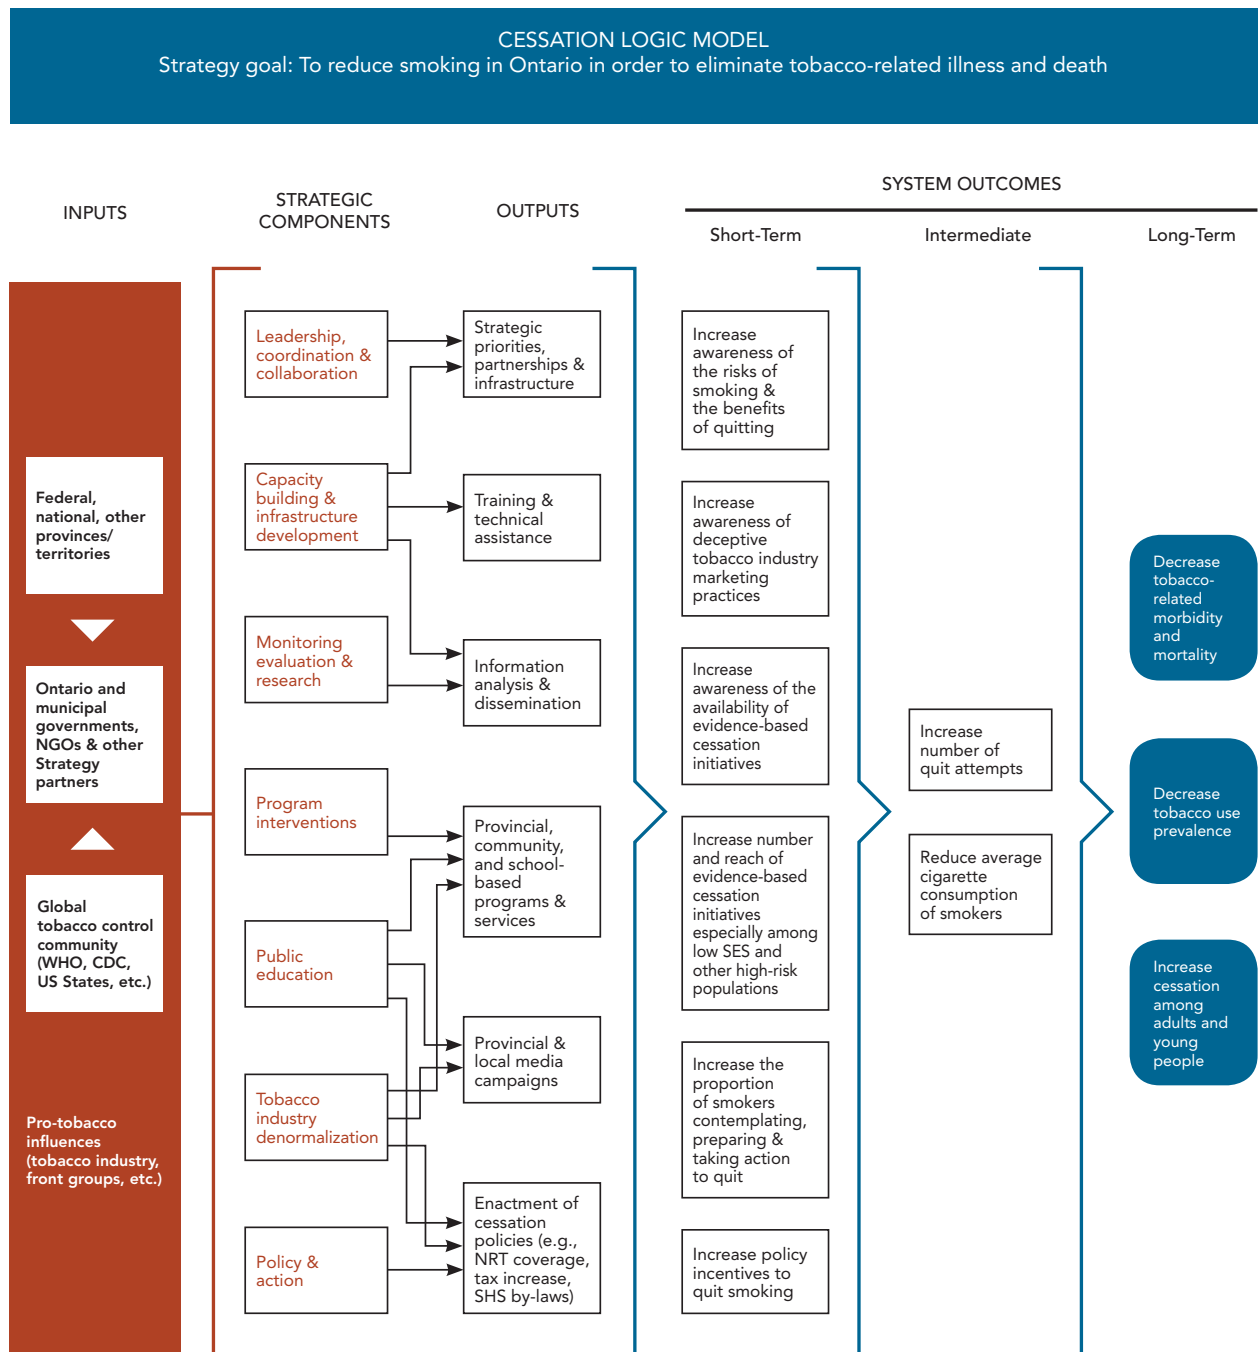 CESSATION LOGIC MODEL
Strategy goal: To reduce smoking in Ontario in order to eliminate tobacco-related illness and death
INPUTS
STRATEGIC
COMPONENTS
OUTPUTS
SYSTEM OUTCOMES
Short-Term
Intermediate
Long-Term
Federal,
national, other
provinces/
territories
Ontario and
municipal
governments,
NGOs & other
Strategy
partners
Global
tobacco control
community
(WHO, CDC,
US States, etc.)
Pro-tobacco
influences
(tobacco industry,
front groups, etc.)
Leadership,
coordination &
collaboration
Capacity
building &
infrastructure
development
Monitoring
evaluation &
research
Program
interventions
Public
education
Tobacco
industry
denormalization
Policy &
action
Strategic
priorities,
partnerships &
infrastructure
Training &
technical
assistance
Information
analysis &
dissemination
Provincial,
community,
and school-
based
programs &
services
Provincial &
local media
campaigns
Enactment of
cessation
policies (e.g.,
NRT coverage,
tax increase,
SHS by-laws)
Increase
awareness of
the risks of
smoking &
the benefits
of quitting
Increase
awareness of
deceptive
tobacco industry
marketing
practices
Increase
awareness of the
availability of
evidence-based
cessation
initiatives
Increase number
and reach of
evidence-based
cessation
initiatives
especially among
low SES and
other high-risk
populations
Increase the
proportion
of smokers
contemplating,
preparing &
taking action
to quit
Increase policy
incentives to
quit smoking
Increase
number of
quit attempts
Reduce average
cigarette
consumption
of smokers
Decrease
tobacco-
related
morbidity
and
mortality
Decrease
tobacco use
prevalence
Increase
cessation
among
adults and
young
people